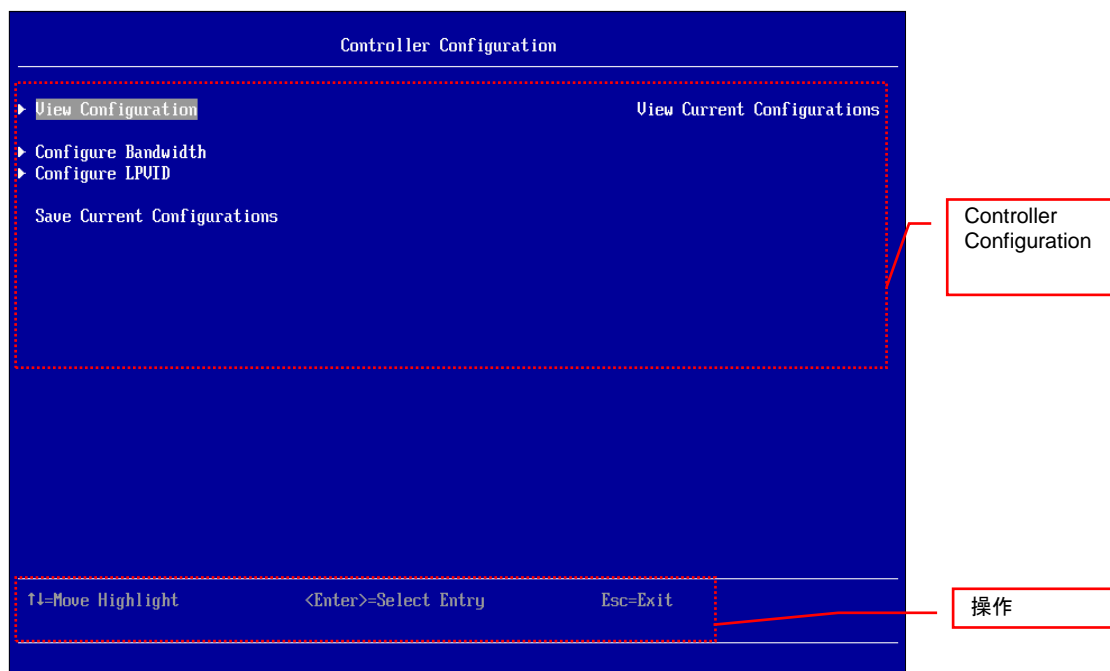 Controller Configuration
View Configuration
View Current Configurations
Configure Bandwidth
Configure LPVID
Save Current Configurations
Controller
Configuration
↑↓=Move Highlight
<Enter>=Select Entry
Esc=Exit
操作